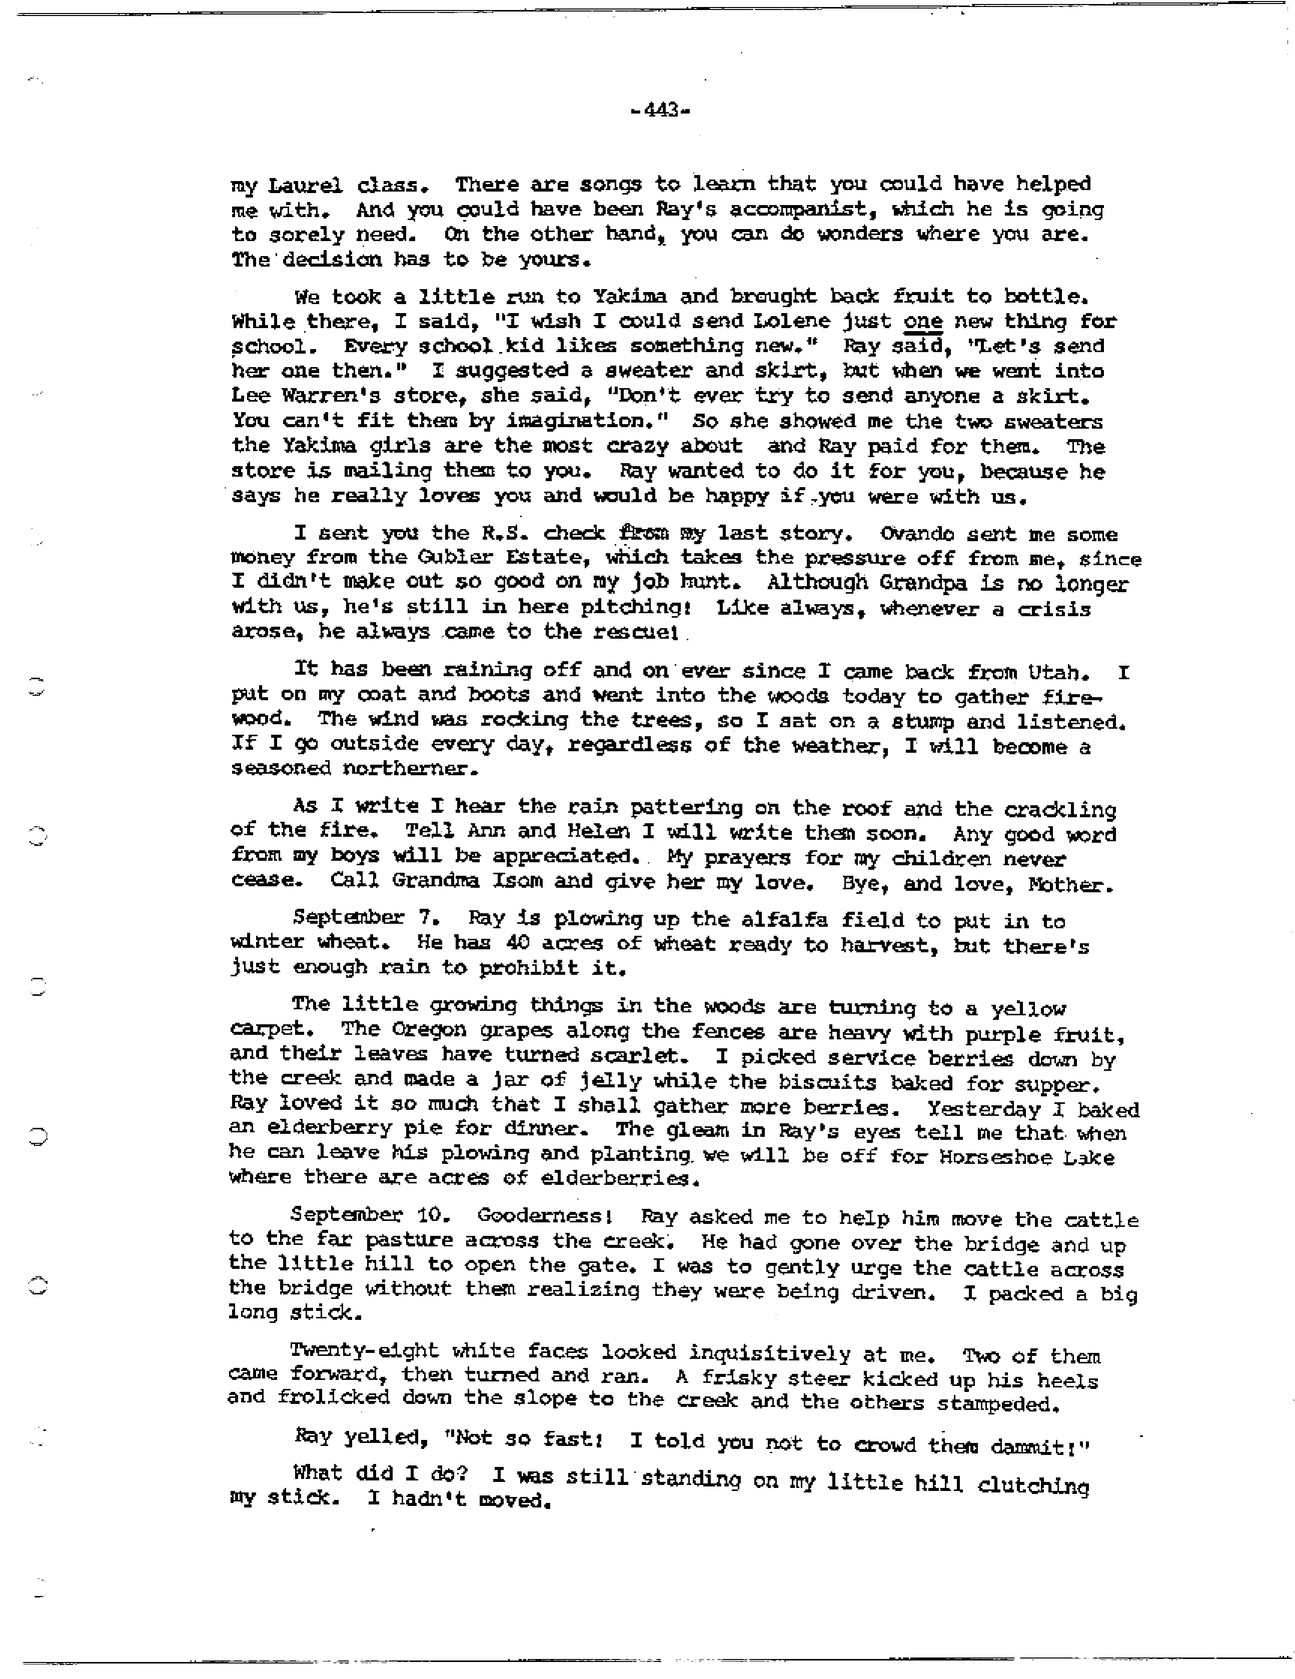 -443-
my Laurel class. There are songs to learn that you could have helped
me with. And you could have been Ray's accompanist, which he is going
to sorely need. On the other hand, you can do wonders where you are.
The decision has to be yours.
We took a little run to Yakima and brought back fruit to bottle.
While there, I said, "I wish I could send Lolene just one new thing for
school. Every school kid likes something new." Ray said, "Let's send
her one then." I suggested a sweater and skirt, but when we went into
Lee Warren's store, she said, "Don't ever try to send anyone a skirt.
You can't fit them by imagination." So she showed me the two sweaters
the Yakima girls are the most crazy about and Ray paid for them. The
store is mailing them to you. Ray wanted to do it for you, because he
says he really loves you and would be happy if you were with us.
I sent you the R.S. check from my last story. Ovando sent me some
money from the Gubler Estate, which takes the pressure off from me, since
I didn't make out so good on my job hunt. Although Grandpa is no longer
with us, he's still in here pitching! Like always, whenever a crisis
arose, he always came to the rescue!
It has been raining off and on ever since I came back from Utah. I
put on my coat and boots and went into the woods today to gather fire-
wood. The wind was rocking the trees, so I sat on a stump and listened.
If I go outside every day, regardless of the weather, I will become a
seasoned northerner.
As I write I hear the rain pattering on the roof and the crackling
of the fire. Tell Ann and Helen I will write them soon. Any good word
from my boys will be appreciated. My prayers for my children never
cease. Call Grandma Isom and give her my love. Bye, and love, Mother.
September 7. Ray is plowing up the alfalfa field to put in to
winter wheat. He has 40 acres of wheat ready to harvest, but there's
just enough rain to prohibit it.
The little growing things in the woods are turning to a yellow
carpet. The Oregon grapes along the fences are heavy with purple fruit,
and their leaves have turned scarlet. I picked service berries down by
the creek and made a jar of jelly while the biscuits baked for supper.
Ray loved it so much that I shall gather more berries. Yesterday I baked
an elderberry pie for dinner. The gleam in Ray's eyes tell me that when
he can leave his plowing and planting we will be off for Horseshoe Lake
where there are acres of elderberries.
September 10. Gooderness! Ray asked me to help him move the cattle
to the far pasture across the creek. He had gone over the bridge and up
the little hill to open the gate. I was to gently urge the cattle across
the bridge without them realizing they were being driven. I packed a big
long stick.
Twenty-eight white faces looked inquisitively at me. Two of them
came forward, then turned and ran. A frisky steer kicked up his heels
and frolicked down the slope to the creek and the others stampeded.
Ray yelled, "Not so fast! I told you not to crowd them dammit!"
What did I do? I was still standing on my little hill clutching
my stick. I hadn't moved.